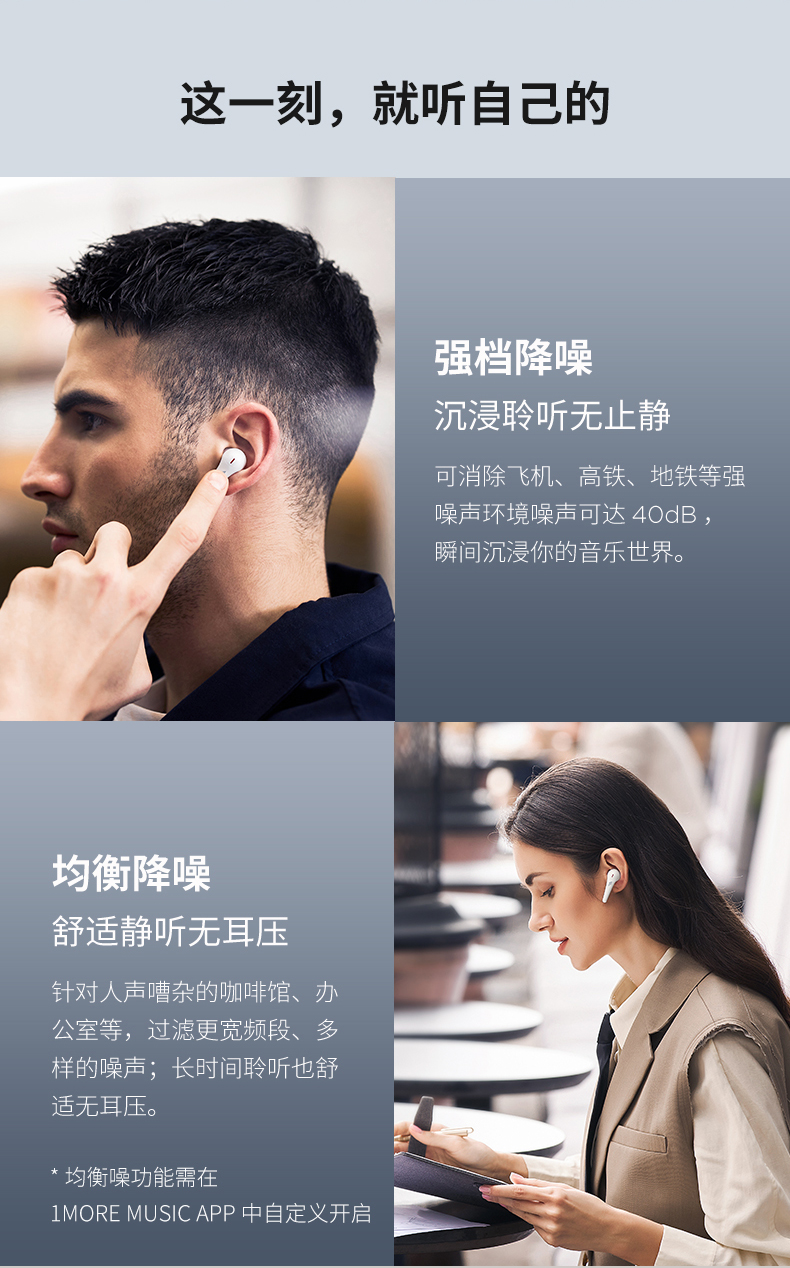 这一刻，就听自己的
强档降噪
沉浸聆听无止静
可消除飞机、高铁、地铁等强
噪声环境噪声可达 40dB，
瞬间沉浸你的音乐世界。
均衡降噪
舒适静听无耳压
针对人声嘈杂的咖啡馆、办
公室等，过滤更宽频段、多
样的噪声；长时间聆听也舒
适无耳压。
* 均衡噪功能需在
1MORE MUSIC APP 中自定义开启